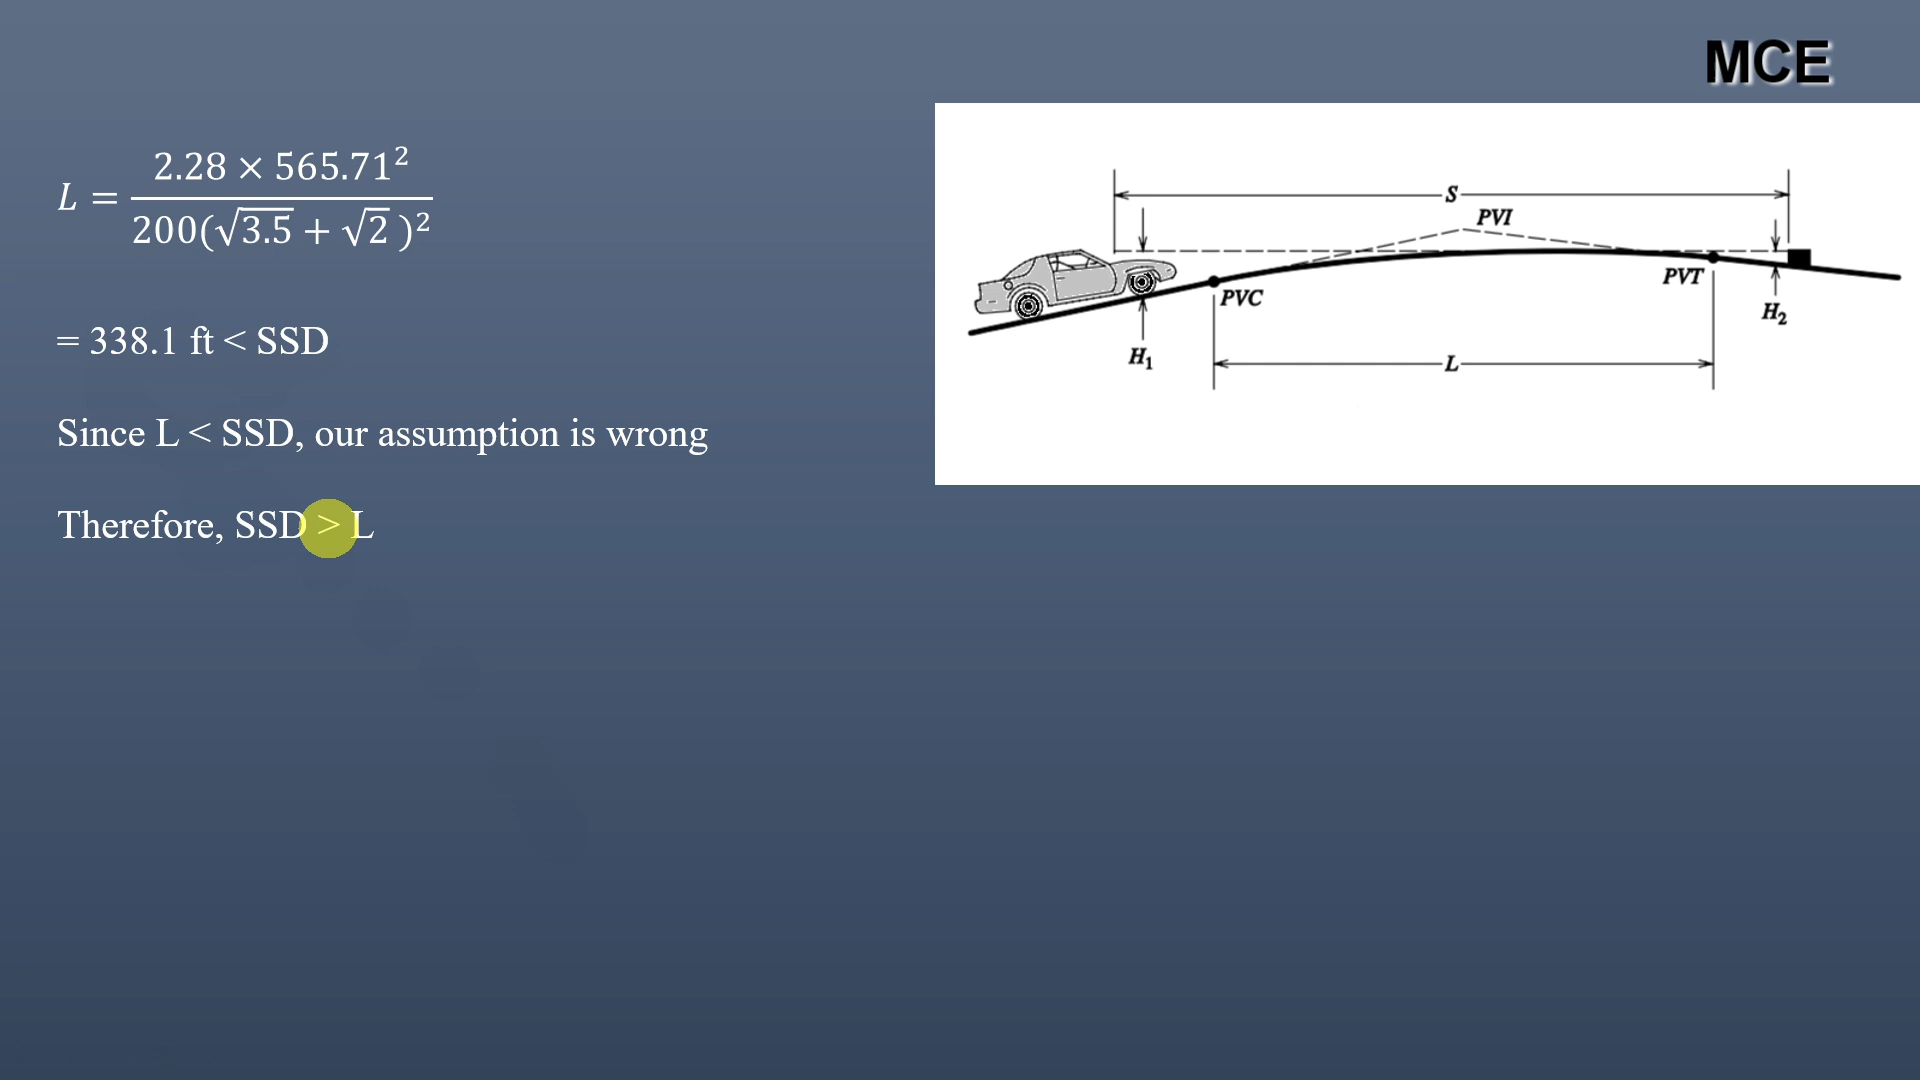 MCE
L = 2.28 × 565.71² / 200(√3.5 + √2 )²
= 338.1 ft < SSD
Since L < SSD, our assumption is wrong
Therefore, SSD > L
S
PVI
PVT
PVC
H₂
H₁
L